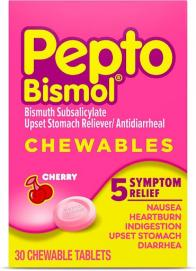 Pepto
Bismol®
Bismuth Subsalicylate
Upset Stomach Reliever/ Antidiarrheal
CHEWABLES
CHERRY
5 SYMPTOM
RELIEF
NAUSEA
HEARTBURN
INDIGESTION
UPSET STOMACH
DIARRHEA
30 CHEWABLE TABLETS